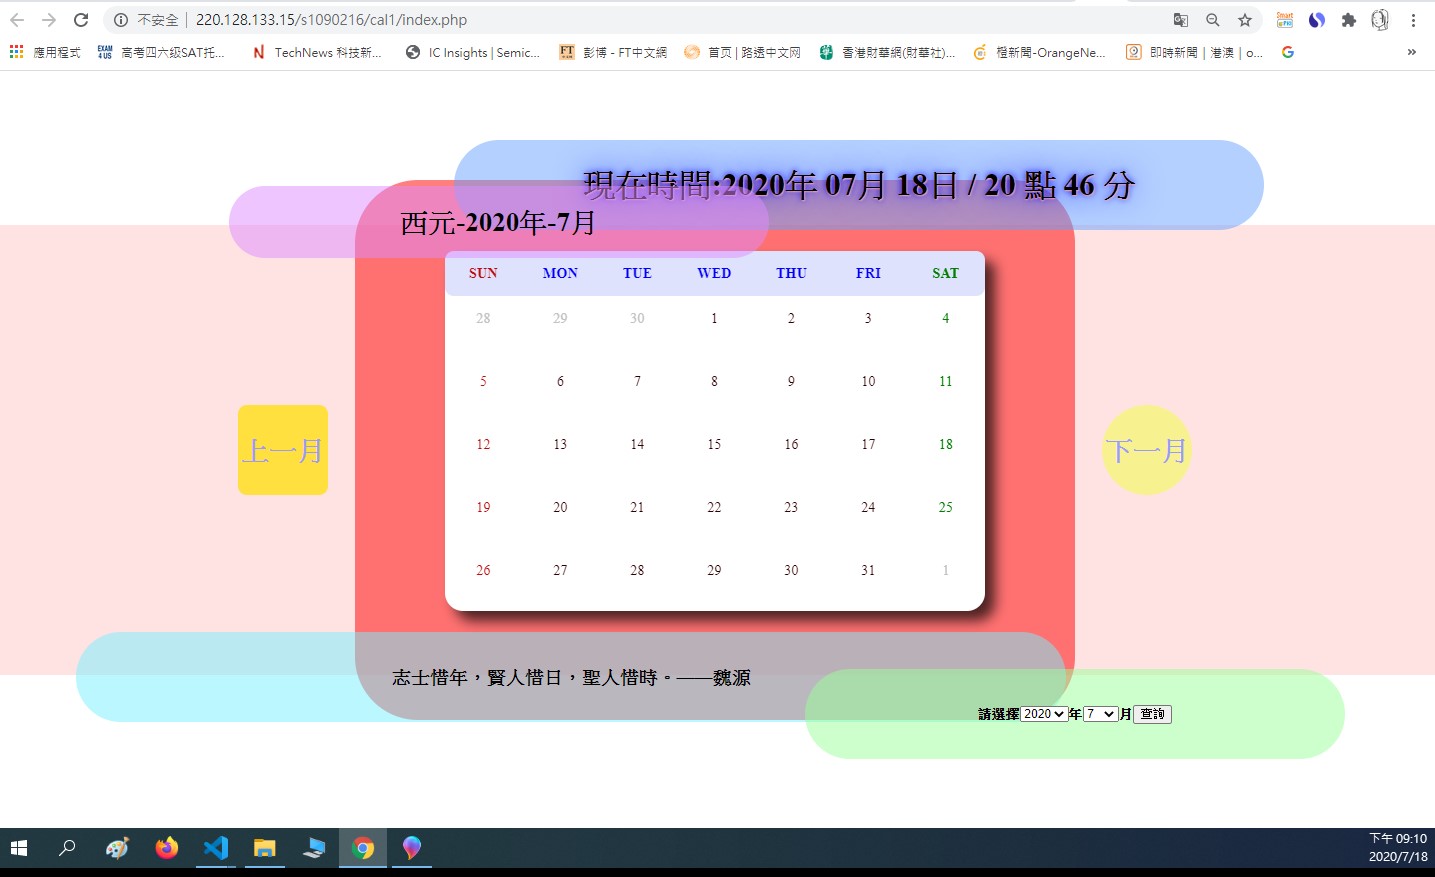 不安全 220.128.133.15/s1090216/cal1/index.php
應用程式 EXAM 4 US 高考四六级SAT托... N TechNews 科技新... IC Insights | Semic... FT 彭博 - FT中文網 首页 | 路透中文网 香港財華網(財華社)... 橙新聞-OrangeNe... 即時新聞 | 港澳 | o... G »
現在時間:2020年 07月 18日 / 20 點 46 分
西元-2020年-7月
SUN MON TUE WED THU FRI SAT
28 29 30 1 2 3 4
5 6 7 8 9 10 11
12 13 14 15 16 17 18
上一月
下一月
19 20 21 22 23 24 25
26 27 28 29 30 31 1
志士惜年，賢人惜日，聖人惜時。——魏源
請選擇 2020 年 7 月 查詢
下午 09:10
2020/7/18